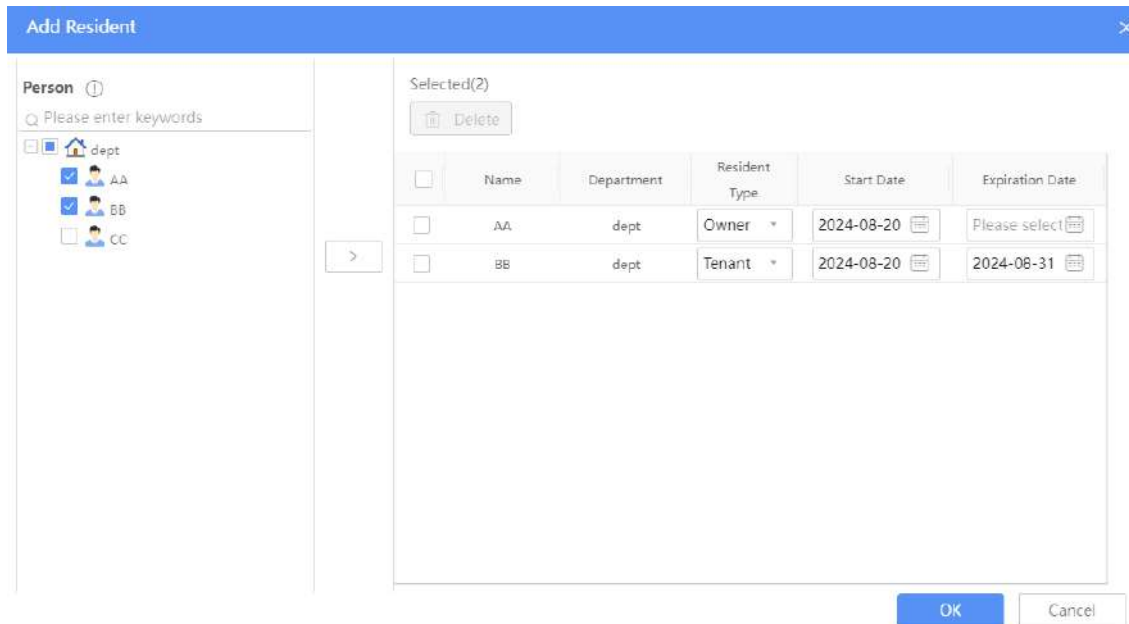 Add Resident
Person
Please enter keywords
dept
AA
BB
CC
>
Selected(2)
Delete
Name Department Resident Type Start Date Expiration Date
AA dept Owner 2024-08-20 Please select
BB dept Tenant 2024-08-20 2024-08-31
OK Cancel